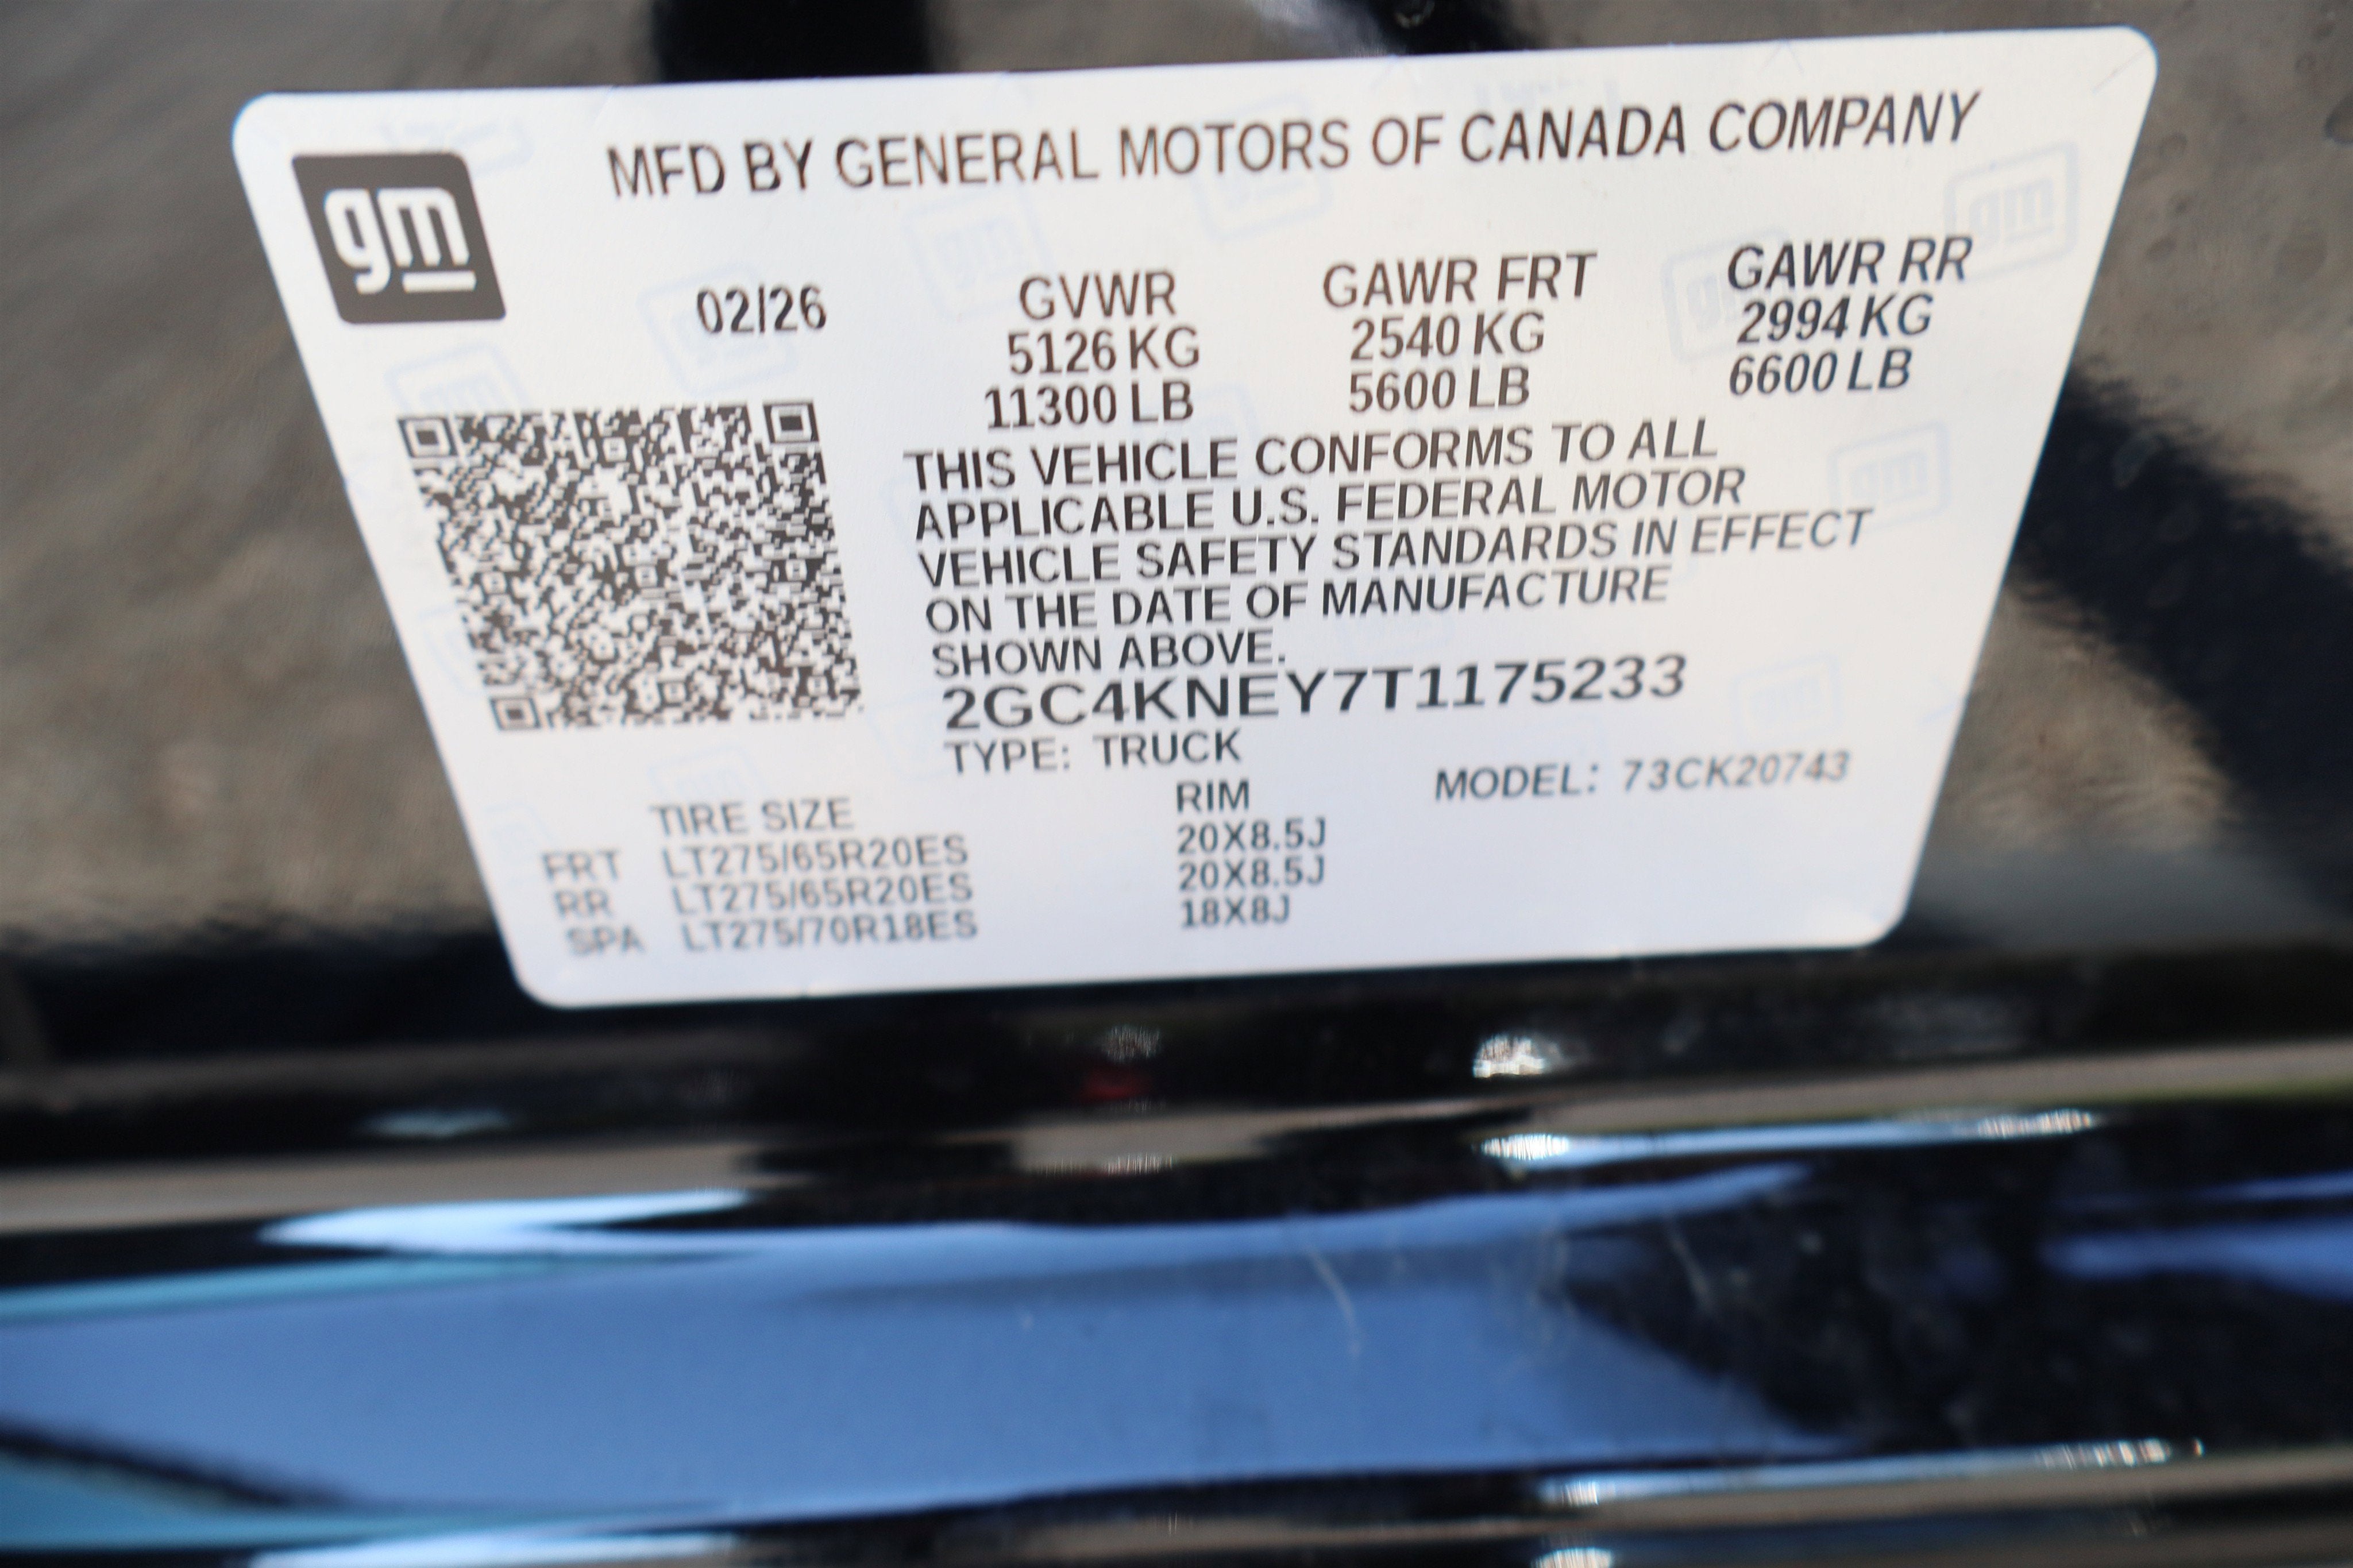 gm
MFD BY GENERAL MOTORS OF CANADA COMPANY
02/26 GVWR GAWR FRT GAWR RR
5126 KG 2540 KG 2994 KG
11300 LB 5600 LB 6600 LB
THIS VEHICLE CONFORMS TO ALL
APPLICABLE U.S. FEDERAL MOTOR
VEHICLE SAFETY STANDARDS IN EFFECT
ON THE DATE OF MANUFACTURE
SHOWN ABOVE.
2GC4KNEY7T1175233
TYPE: TRUCK
MODEL: 73CK20743
TIRE SIZE RIM
FRT LT275/65R20ES 20X8.5J
RR LT275/65R20ES 20X8.5J
SPA LT275/70R18ES 18X8J